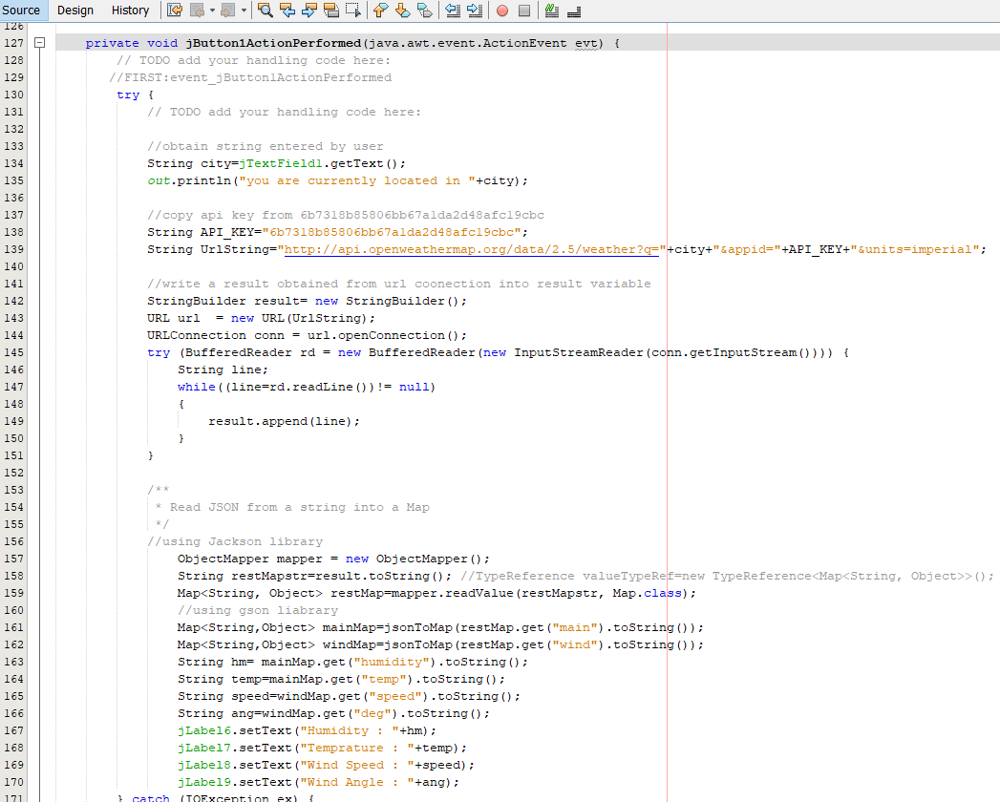 Source Design History
126
127 private void jButton1ActionPerformed(java.awt.event.ActionEvent evt) {
128 // TODO add your handling code here:
129 //FIRST:event_jButton1ActionPerformed
130 try {
131 // TODO add your handling code here:
132
133 //obtain string entered by user
134 String city=jTextField1.getText();
135 out.println("you are currently located in "+city);
136
137 //copy api key from 6b7318b85806bb67a1da2d48afc19cbc
138 String API_KEY="6b7318b85806bb67a1da2d48afc19cbc";
139 String UrlString="http://api.openweathermap.org/data/2.5/weather?q="+city+"&appid="+API_KEY+"&units=imperial";
140
141 //write a result obtained from url coonection into result variable
142 StringBuilder result= new StringBuilder();
143 URL url  = new URL(UrlString);
144 URLConnection conn = url.openConnection();
145 try (BufferedReader rd = new BufferedReader(new InputStreamReader(conn.getInputStream()))) {
146 String line;
147 while((line=rd.readLine())!= null)
148 {
149 result.append(line);
150 }
151 }
152
153 /**
154 * Read JSON from a string into a Map
155 */
156 //using Jackson library
157 ObjectMapper mapper = new ObjectMapper();
158 String restMapstr=result.toString(); //TypeReference valueTypeRef=new TypeReference<Map<String, Object>>();
159 Map<String, Object> restMap=mapper.readValue(restMapstr, Map.class);
160 //using gson liabrary
161 Map<String,Object> mainMap=jsonToMap(restMap.get("main").toString());
162 Map<String,Object> windMap=jsonToMap(restMap.get("wind").toString());
163 String hm= mainMap.get("humidity").toString();
164 String temp=mainMap.get("temp").toString();
165 String speed=windMap.get("speed").toString();
166 String ang=windMap.get("deg").toString();
167 jLabel6.setText("Humidity : "+hm);
168 jLabel7.setText("Temprature : "+temp);
169 jLabel8.setText("Wind Speed : "+speed);
170 jLabel9.setText("Wind Angle : "+ang);
171 } catch (IOException ex) {